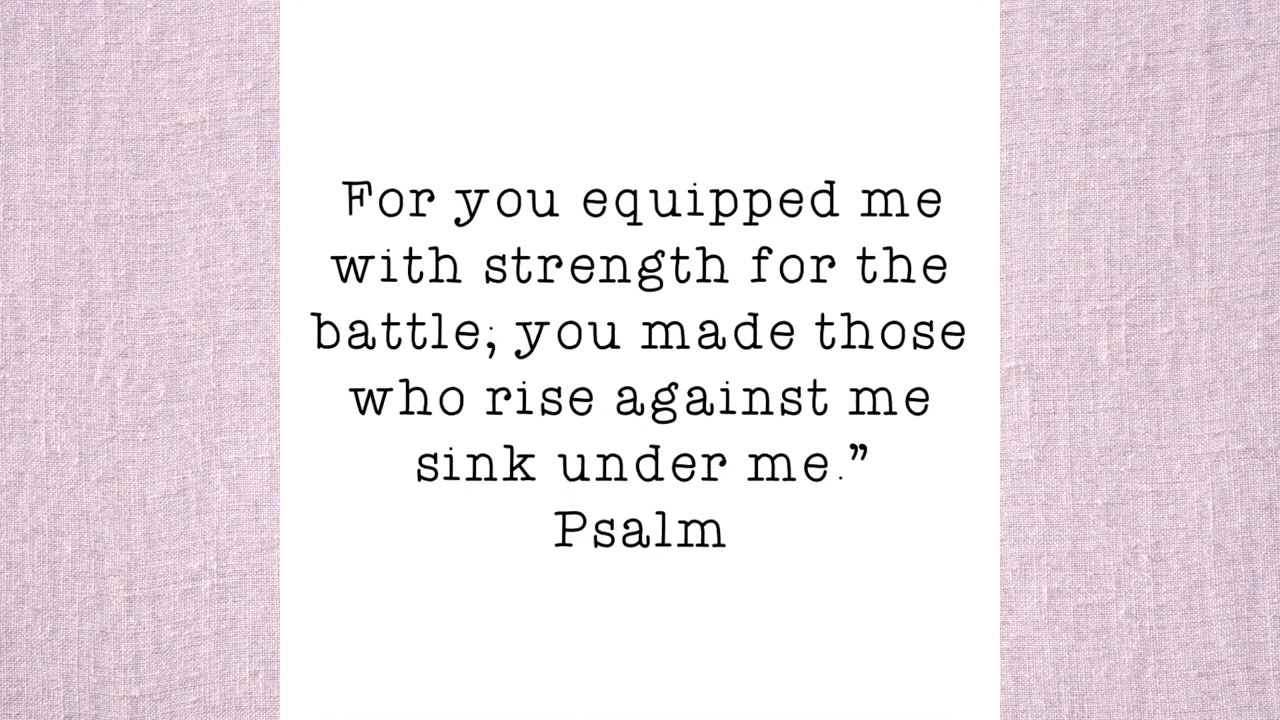 For you equipped me
with strength for the
battle; you made those
who rise against me
sink under me.”
Psalm